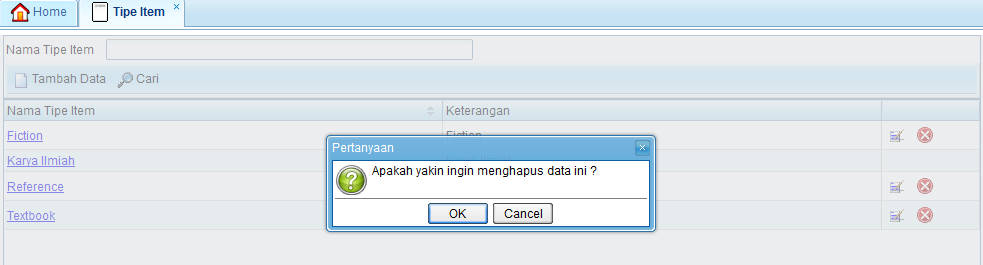 Home
Tipe Item
Nama Tipe Item
Tambah Data
Cari
Nama Tipe Item
Keterangan
Fiction
Fiction
Karya Ilmiah
Reference
Textbook
Pertanyaan
Apakah yakin ingin menghapus data ini ?
OK
Cancel